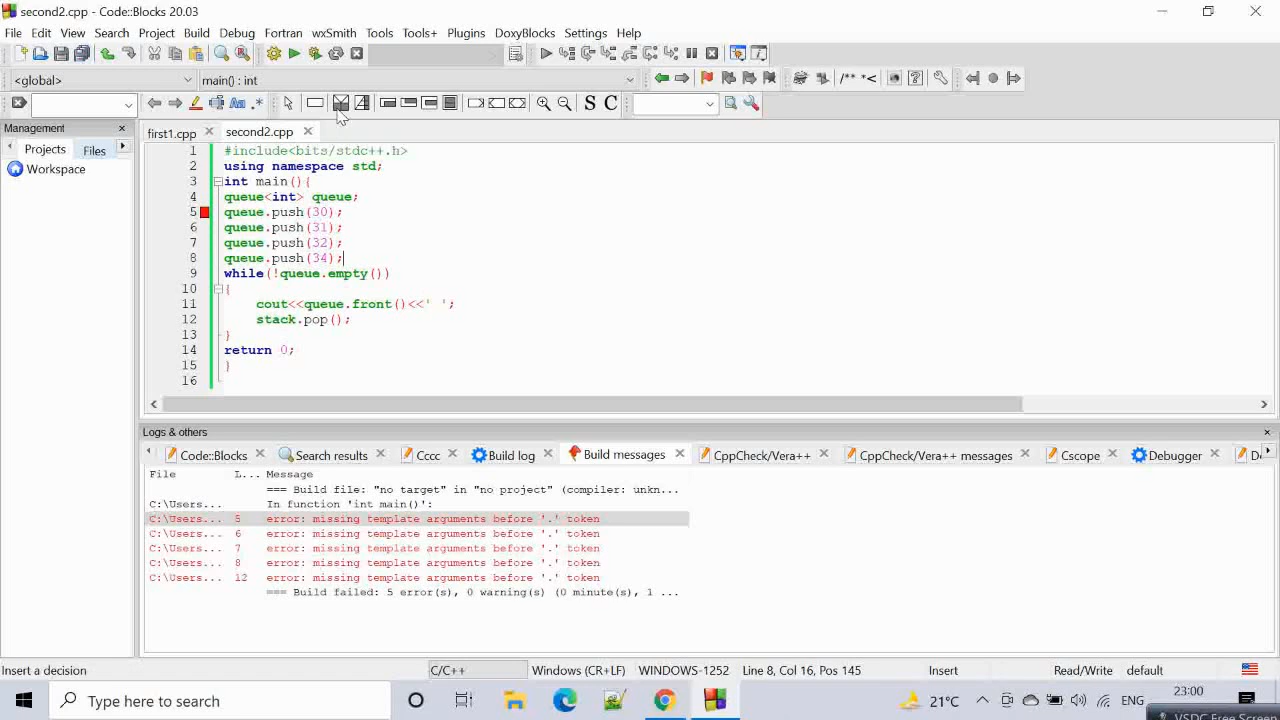 second2.cpp - Code::Blocks 20.03
File Edit View Search Project Build Debug Fortran wxSmith Tools Tools+ Plugins DoxyBlocks Settings Help
<global> main() : int
/** *<
Aa .* S C
Management
Projects Files
Workspace
first1.cpp second2.cpp
1 #include<bits/stdc++.h>
2 using namespace std;
3 int main(){
4 queue<int> queue;
5 queue.push(30);
6 queue.push(31);
7 queue.push(32);
8 queue.push(34);
9 while(!queue.empty())
10 {
11 cout<<queue.front()<<' ';
12 stack.pop();
13 }
14 return 0;
15 }
16
Logs & others
Code::Blocks Search results Cccc Build log Build messages CppCheck/Vera++ CppCheck/Vera++ messages Cscope Debugger
File L... Message
=== Build file: "no target" in "no project" (compiler: unkn...
C:\Users... In function 'int main()':
C:\Users... 5 error: missing template arguments before '.' token
C:\Users... 6 error: missing template arguments before '.' token
C:\Users... 7 error: missing template arguments before '.' token
C:\Users... 8 error: missing template arguments before '.' token
C:\Users... 12 error: missing template arguments before '.' token
=== Build failed: 5 error(s), 0 warning(s) (0 minute(s), 1 ...
Insert a decision C/C++ Windows (CR+LF) WINDOWS-1252 Line 8, Col 16, Pos 145 Insert Read/Write default
Type here to search 21°C ENG 23:00
VSDC Free Screen